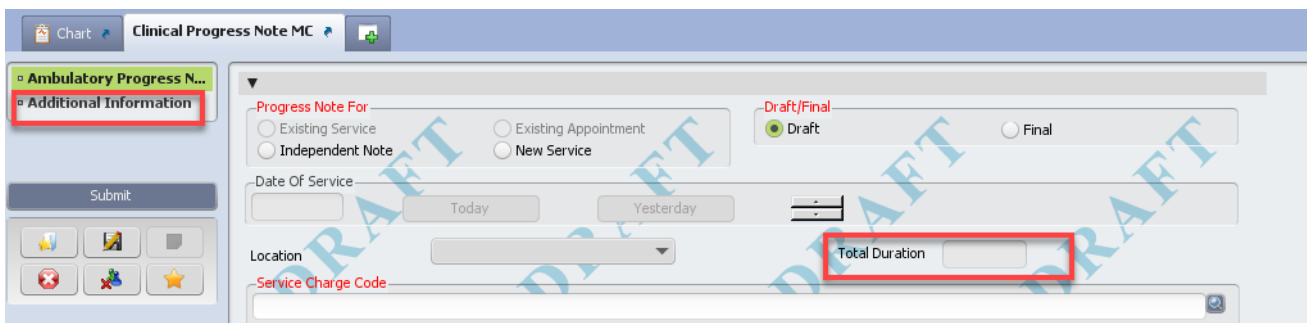 Chart
Clinical Progress Note MC
Ambulatory Progress N...
Additional Information
Submit
Progress Note For
Existing Service
Existing Appointment
Independent Note
New Service
Draft/Final
Draft
Final
Date Of Service
Today
Yesterday
Location
Total Duration
Service Charge Code
DRAFT
DRAFT
DRAFT
DRAFT